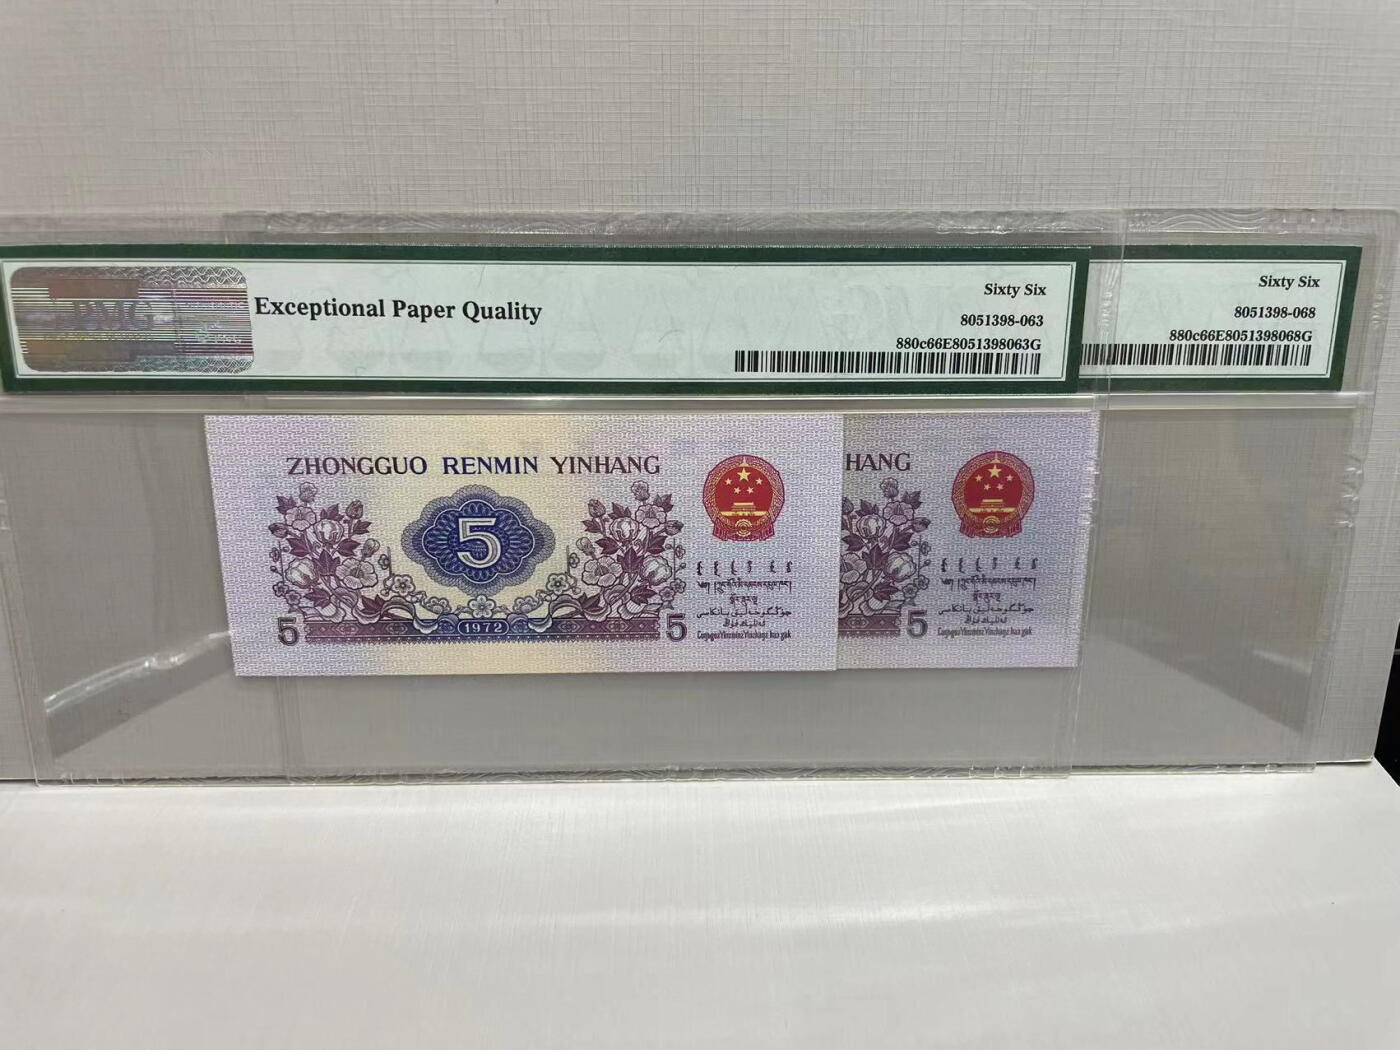 PMG
Exceptional Paper Quality
Sixty Six
8051398-063
880c66E8051398063G
Sixty Six
8051398-068
880c66E8051398068G
ZHONGGUO RENMIN YINHANG
5
5
1972
5
HANG
5